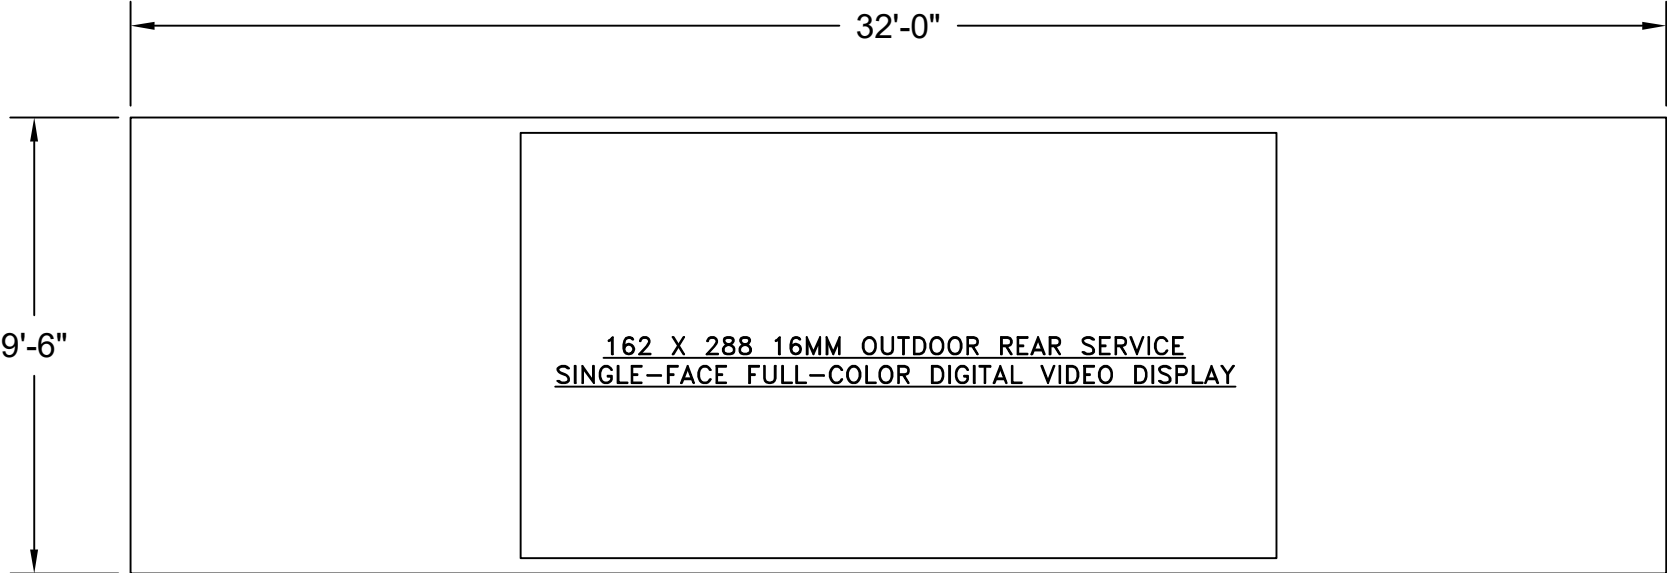 32'-0"
9'-6"
162 X 288 16MM OUTDOOR REAR SERVICE
SINGLE-FACE FULL-COLOR DIGITAL VIDEO DISPLAY